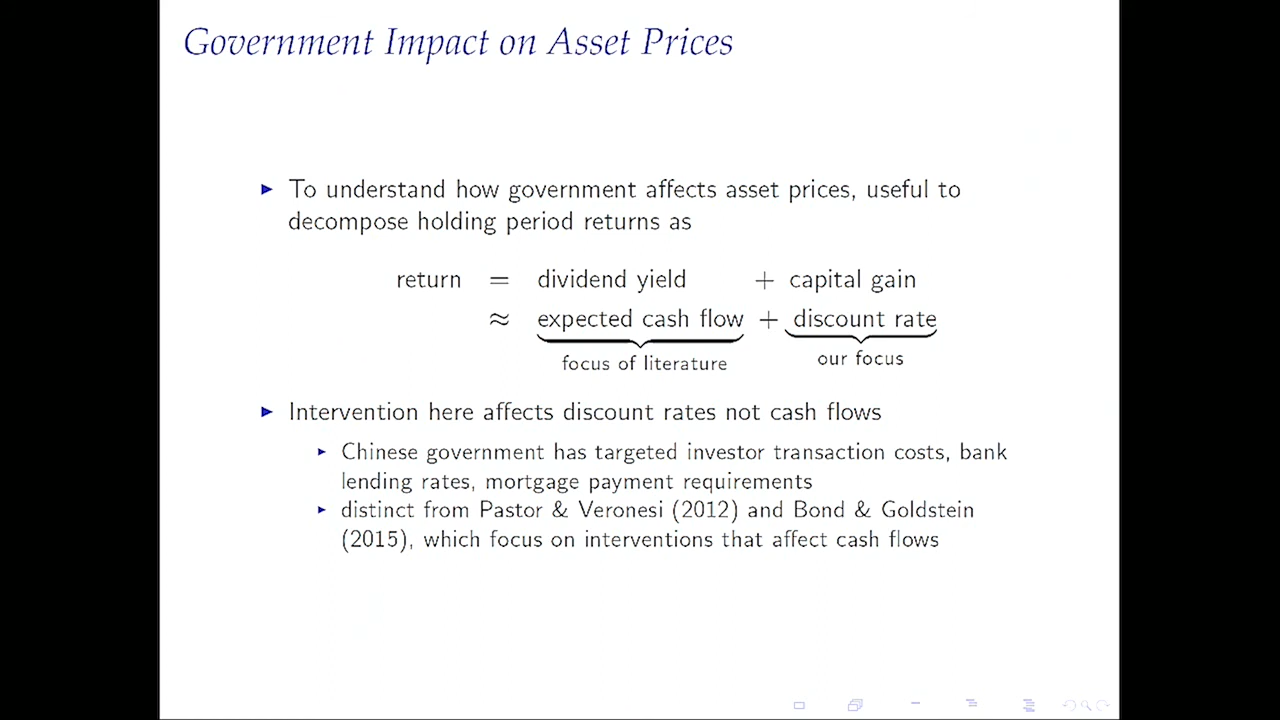 Government Impact on Asset Prices
To understand how government affects asset prices, useful to
decompose holding period returns as
return = dividend yield + capital gain
≈ expected cash flow + discount rate
focus of literature our focus
Intervention here affects discount rates not cash flows
Chinese government has targeted investor transaction costs, bank
lending rates, mortgage payment requirements
distinct from Pastor & Veronesi (2012) and Bond & Goldstein
(2015), which focus on interventions that affect cash flows